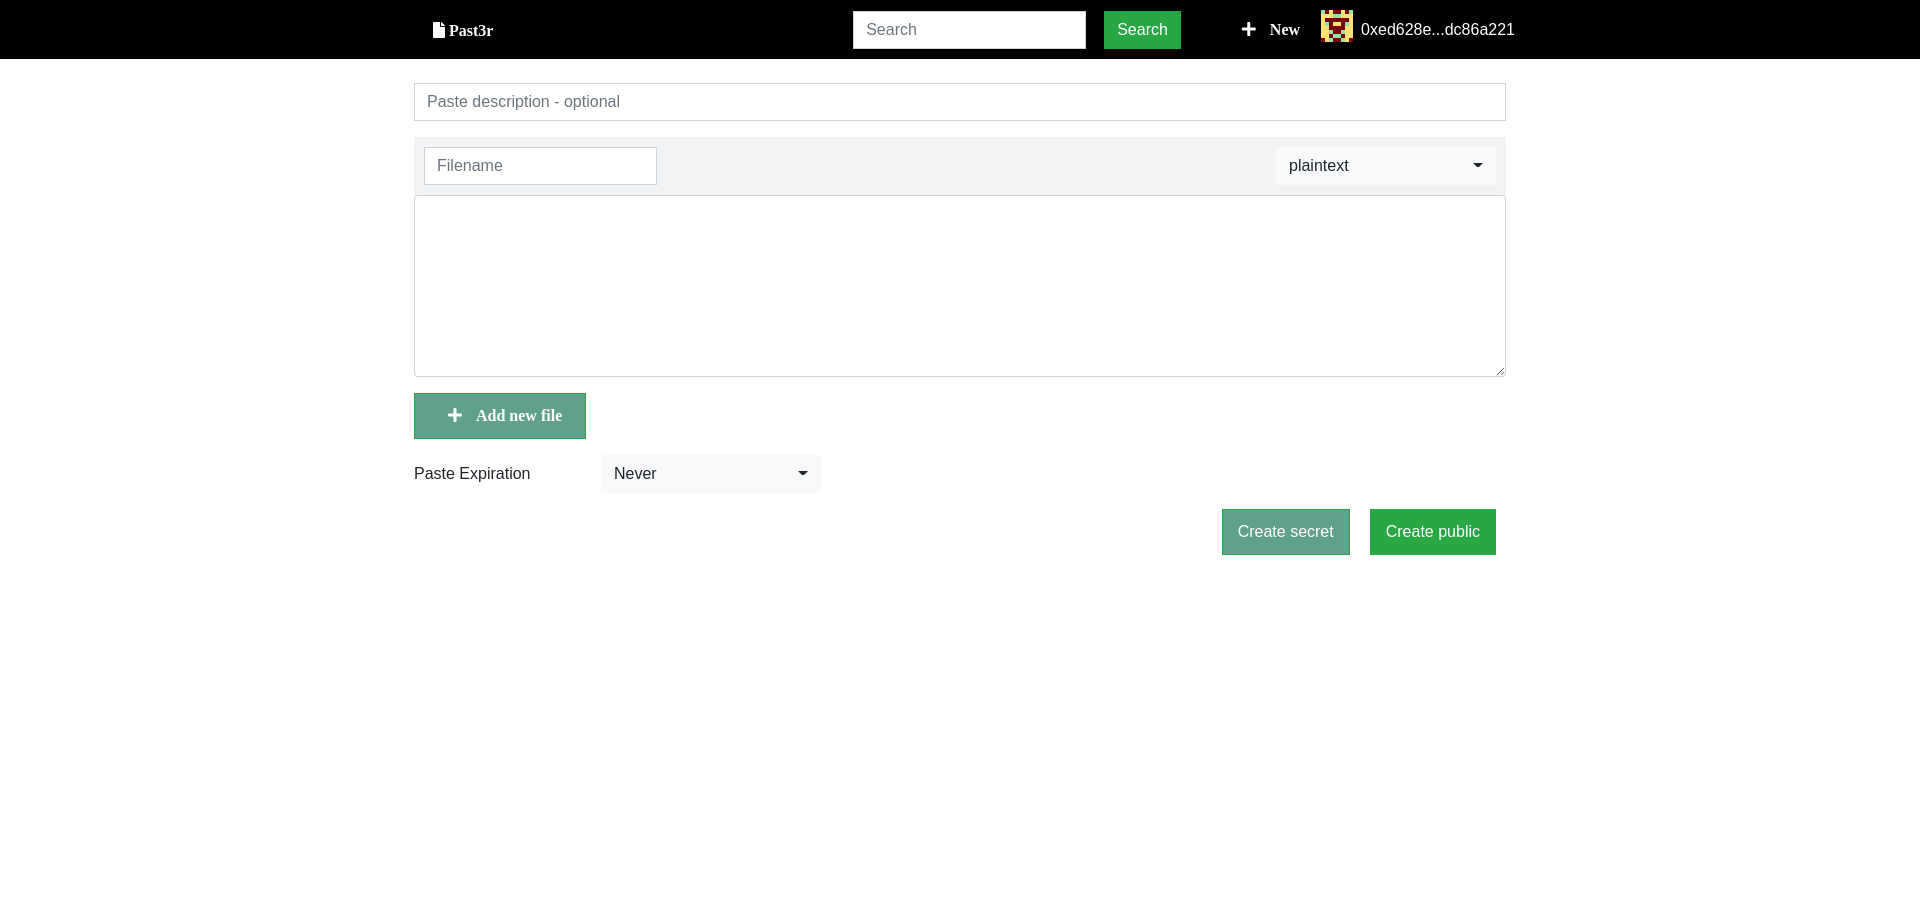 Past3r
Search
Search
New
0xed628e...dc86a221
Paste description - optional
Filename
plaintext
Add new file
Paste Expiration
Never
Create secret
Create public